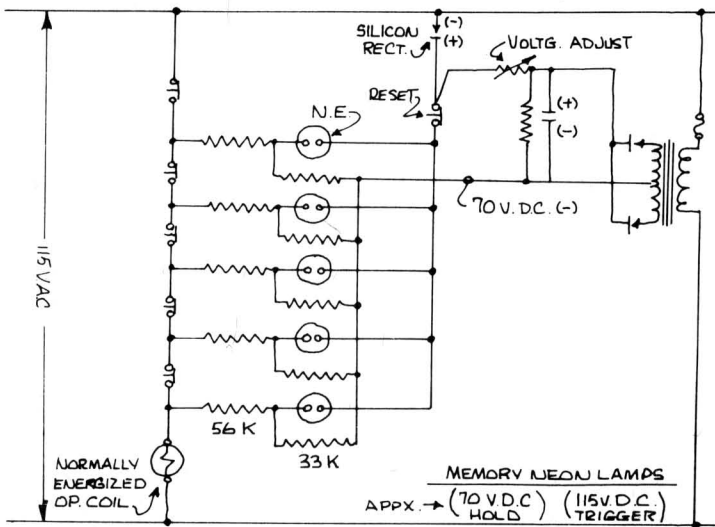 (-)
SILICON
RECT.
(+)
VOLTG. ADJUST
RESET
N.E.
(+)
(-)
70 V.D.C. (-)
115 VAC
56 K
33 K
NORMALLY
ENERGIZED
OP. COIL
MEMORY NEON LAMPS
APPX. → (70 V.D.C HOLD) (115 V.D.C. TRIGGER)